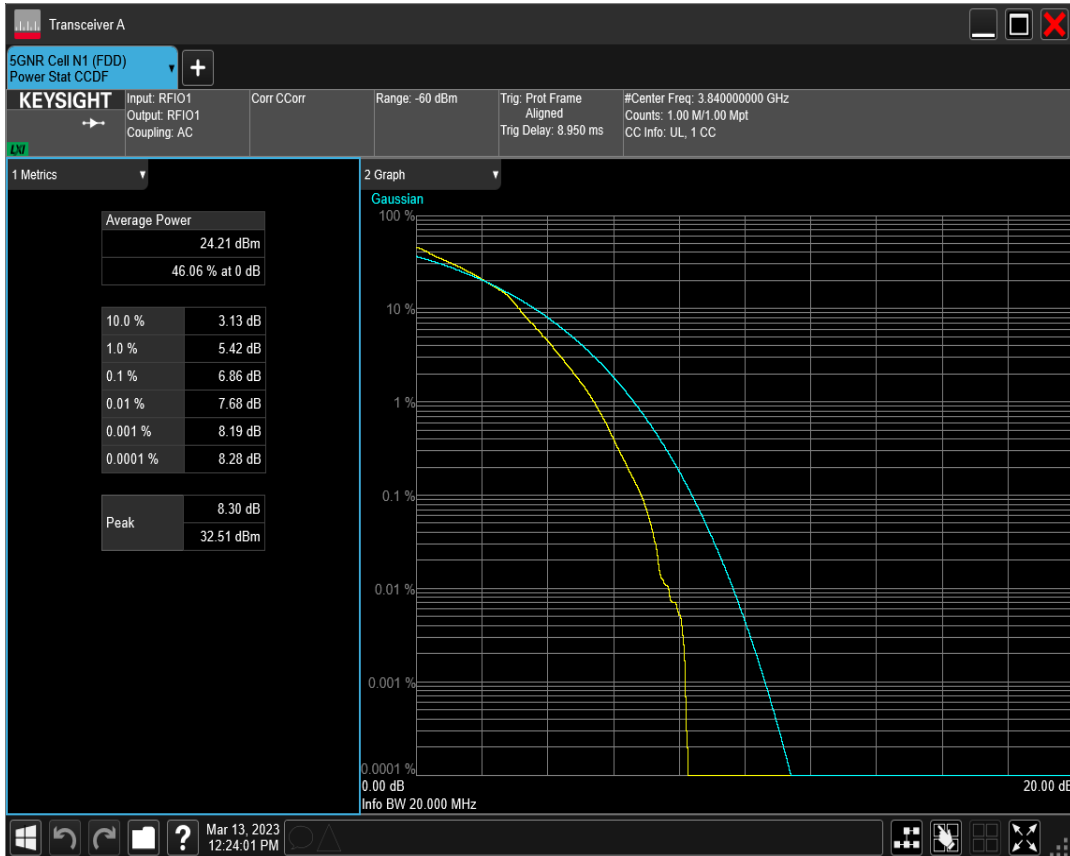 Transceiver A
5GNR Cell N1 (FDD)
Power Stat CCDF
KEYSIGHT
LXI
Input: RFIO1
Output: RFIO1
Coupling: AC
Corr CCorr
Range: -60 dBm
Trig: Prot Frame
Aligned
Trig Delay: 8.950 ms
#Center Freq: 3.840000000 GHz
Counts: 1.00 M/1.00 Mpt
CC Info: UL, 1 CC
1 Metrics
Average Power
24.21 dBm
46.06 % at 0 dB
10.0 % 3.13 dB
1.0 % 5.42 dB
0.1 % 6.86 dB
0.01 % 7.68 dB
0.001 % 8.19 dB
0.0001 % 8.28 dB
Peak 8.30 dB
32.51 dBm
2 Graph
Gaussian
100 %
10 %
1 %
0.1 %
0.01 %
0.001 %
0.0001 %
0.00 dB 20.00 dB
Info BW 20.000 MHz
Mar 13, 2023
12:24:01 PM